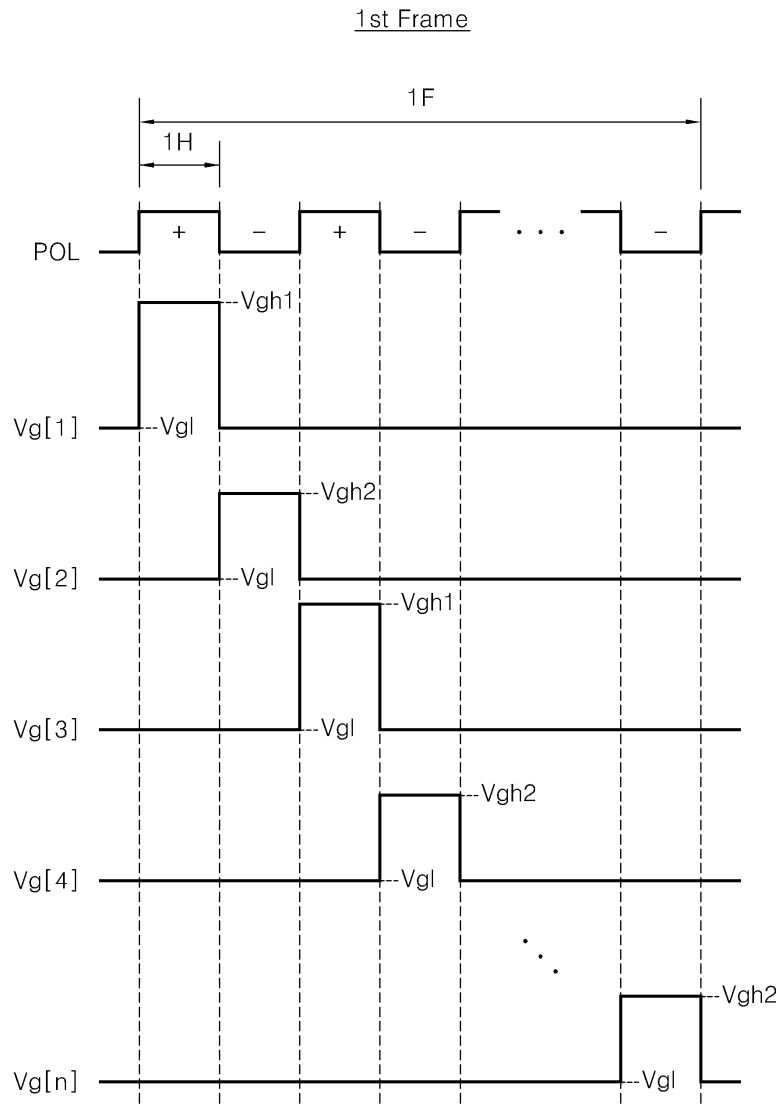 1st Frame
1F
1H
POL + − + − · · · −
Vgh1
Vg[1] Vgl
Vgh2
Vg[2] Vgl
Vgh1
Vg[3] Vgl
Vgh2
Vg[4] Vgl
Vgh2
Vg[n] Vgl